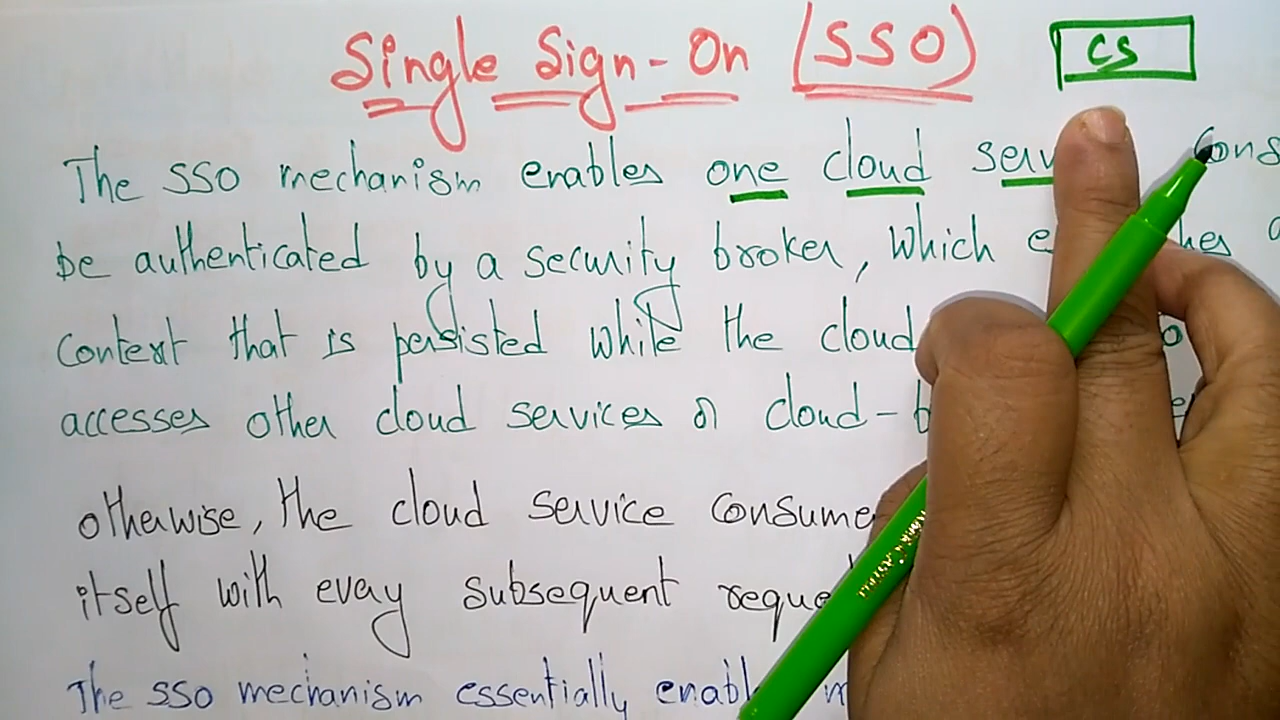 Single Sign-On (SSO)
CS
The SSO mechanism enables one cloud
be authenticated by a security broker, which
context that is persisted while the cloud
accesses other cloud services or cloud-
otherwise, the cloud service
itself with every subsequent
The SSO mechanism essentially